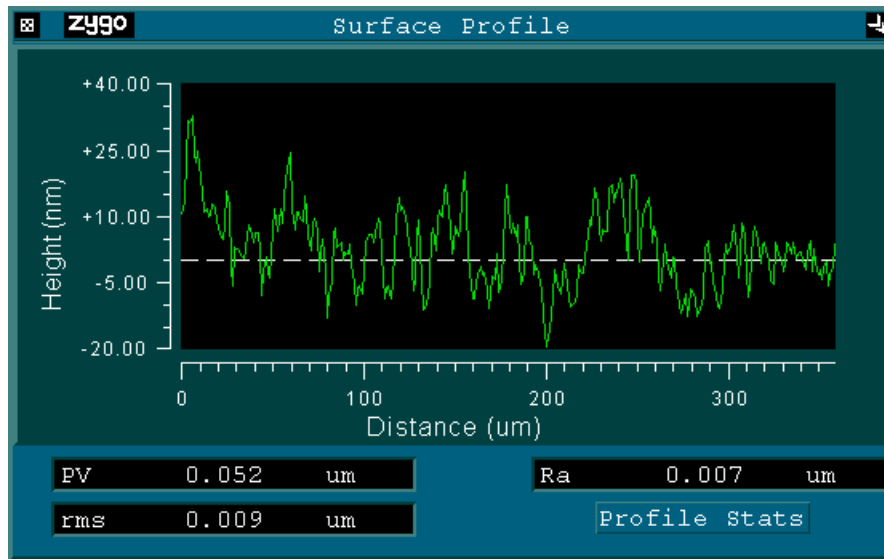 zygo Surface Profile
+40.00
+25.00
+10.00
-5.00
-20.00
Height (nm)
0 100 200 300
Distance (um)
PV 0.052 um Ra 0.007 um
rms 0.009 um Profile Stats